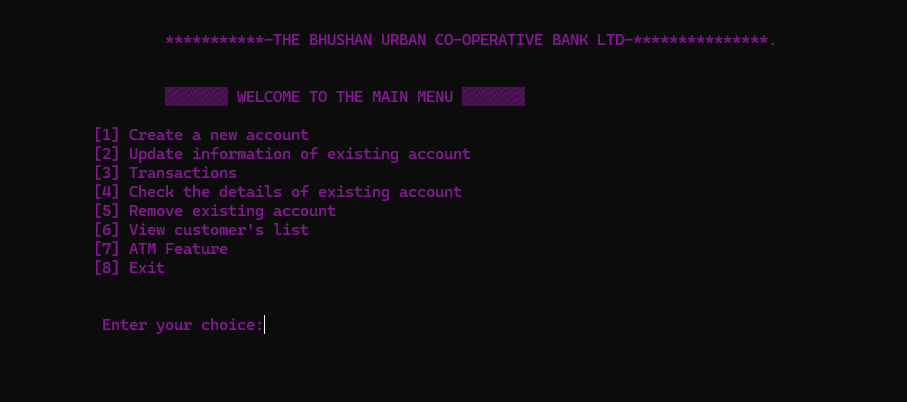 ***********-THE BHUSHAN URBAN CO-OPERATIVE BANK LTD-***************.
▒▒▒▒▒▒▒ WELCOME TO THE MAIN MENU ▒▒▒▒▒▒▒
[1] Create a new account
[2] Update information of existing account
[3] Transactions
[4] Check the details of existing account
[5] Remove existing account
[6] View customer's list
[7] ATM Feature
[8] Exit
Enter your choice: